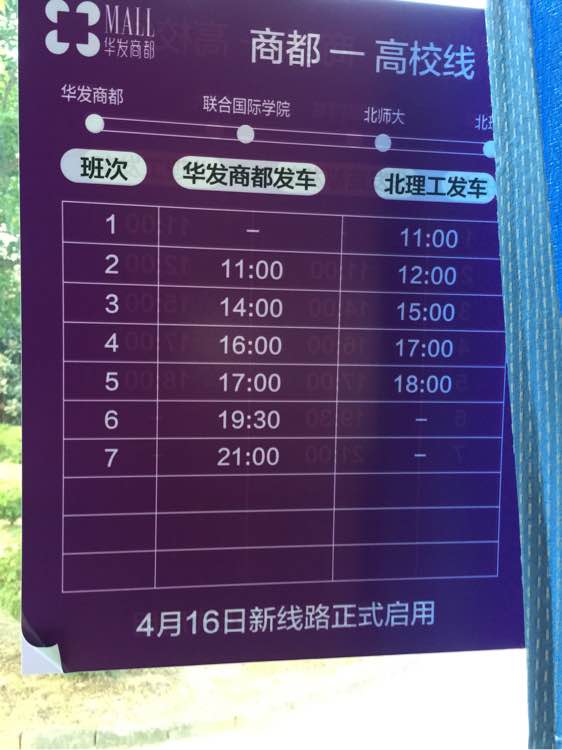 MALL
华发商都
商都 — 高校线
华发商都 联合国际学院 北师大 北理
班次 华发商都发车 北理工发车
1 – 11:00
2 11:00 12:00
3 14:00 15:00
4 16:00 17:00
5 17:00 18:00
6 19:30 –
7 21:00 –
4月16日新线路正式启用